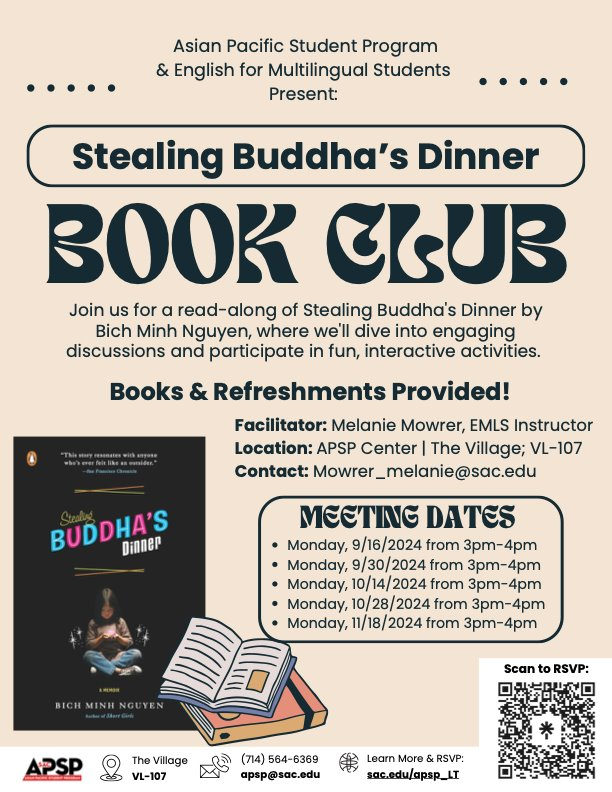 Asian Pacific Student Program
& English for Multilingual Students
Present:
Stealing Buddha's Dinner
BOOK CLUB
Join us for a read-along of Stealing Buddha's Dinner by
Bich Minh Nguyen, where we'll dive into engaging
discussions and participate in fun, interactive activities.
Books & Refreshments Provided!
Facilitator: Melanie Mowrer, EMLS Instructor
Location: APSP Center | The Village; VL-107
Contact: Mowrer_melanie@sac.edu
"This story resonates with anyone
who's ever felt like an outsider."
—San Francisco Chronicle
Stealing
BUDDHA'S
Dinner
A MEMOIR
BICH MINH NGUYEN
Author of Short Girls
MEETING DATES
• Monday, 9/16/2024 from 3pm-4pm
• Monday, 9/30/2024 from 3pm-4pm
• Monday, 10/14/2024 from 3pm-4pm
• Monday, 10/28/2024 from 3pm-4pm
• Monday, 11/18/2024 from 3pm-4pm
Scan to RSVP:
APSP
ASIAN PACIFIC STUDENT PROGRAM
The Village
VL-107
(714) 564-6369
apsp@sac.edu
Learn More & RSVP:
sac.edu/apsp_LT